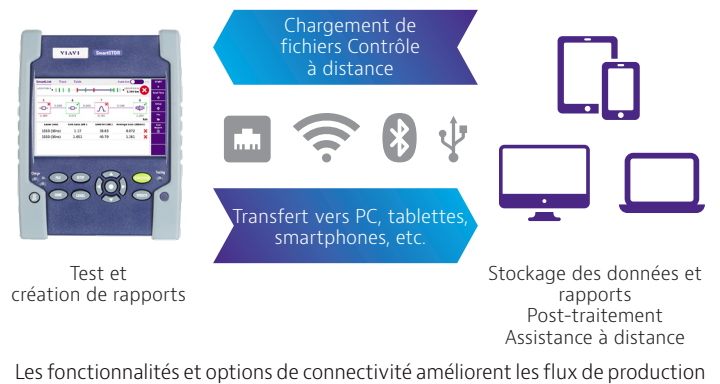 Chargement de
fichiers Contrôle
à distance
VIAVI
SmartOTDR
Transfert vers PC, tablettes,
smartphones, etc.
Test et
création de rapports
Stockage des données et
rapports
Post-traitement
Assistance à distance
Les fonctionnalités et options de connectivité améliorent les flux de production